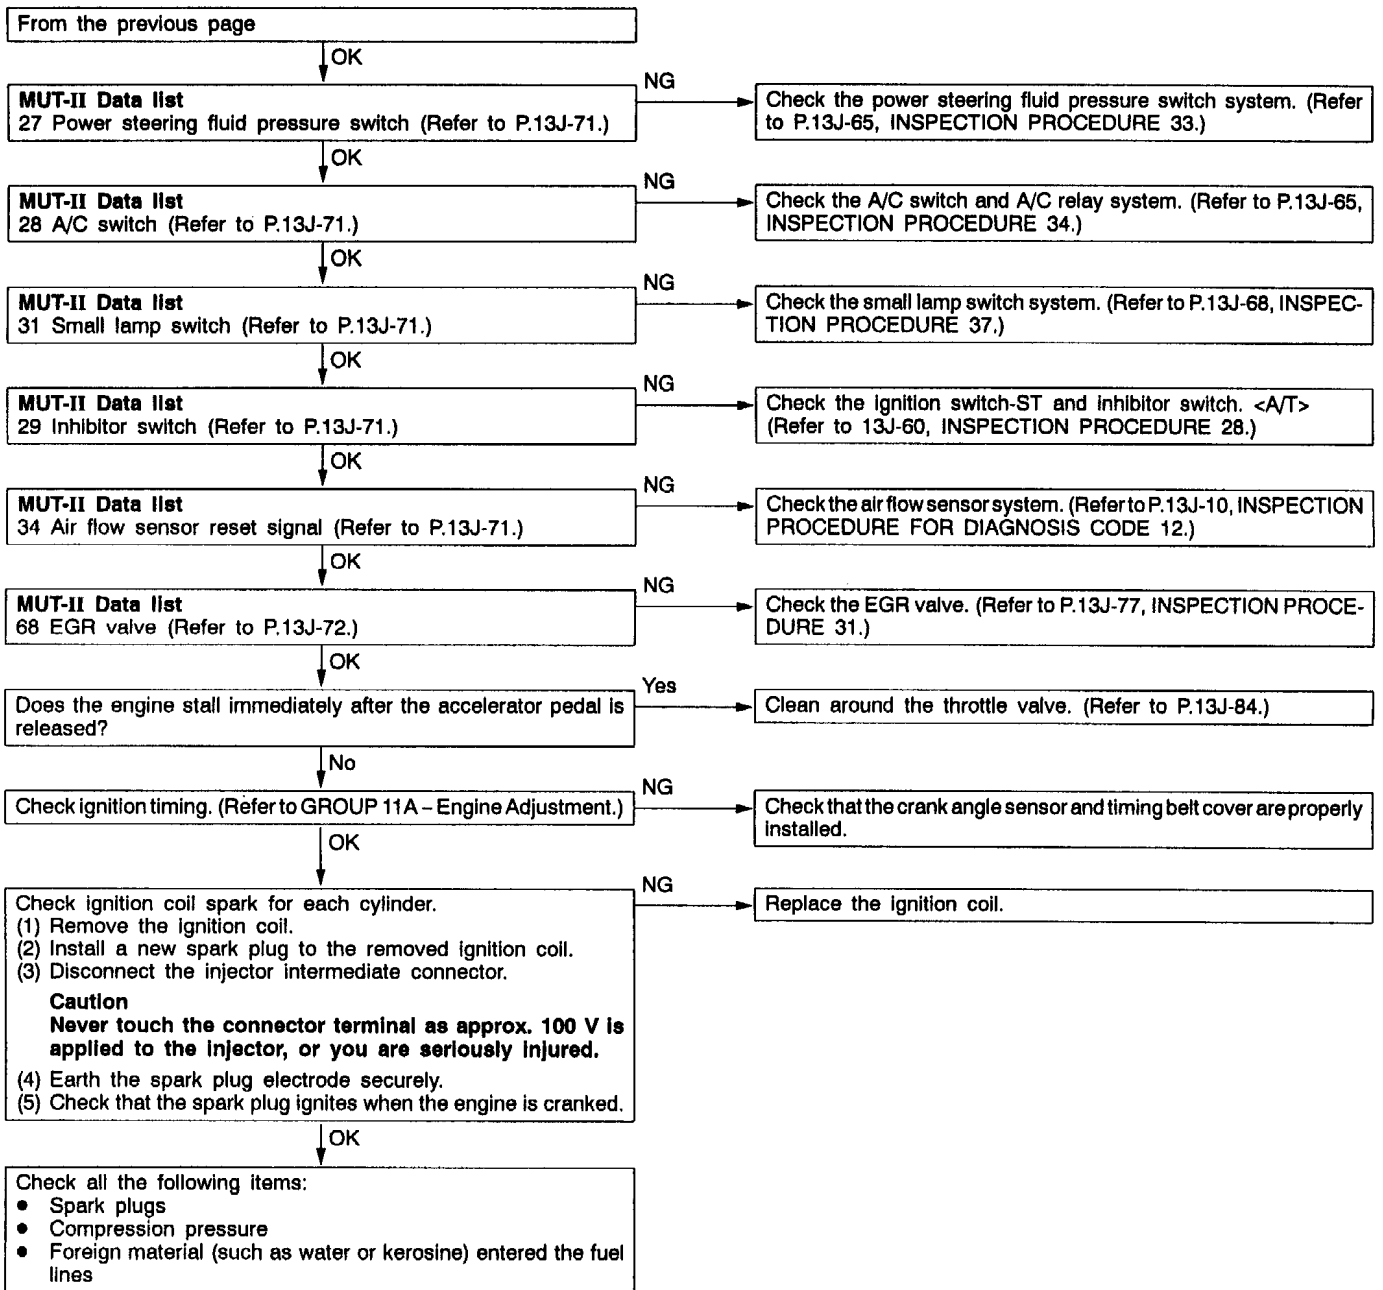 From the previous page
OK
MUT-II Data list
27 Power steering fluid pressure switch (Refer to P.13J-71.)
NG
Check the power steering fluid pressure switch system. (Refer
to P.13J-65, INSPECTION PROCEDURE 33.)
OK
MUT-II Data list
28 A/C switch (Refer to P.13J-71.)
NG
Check the A/C switch and A/C relay system. (Refer to P.13J-65,
INSPECTION PROCEDURE 34.)
OK
MUT-II Data list
31 Small lamp switch (Refer to P.13J-71.)
NG
Check the small lamp switch system. (Refer to P.13J-68, INSPEC-
TION PROCEDURE 37.)
OK
MUT-II Data list
29 Inhibitor switch (Refer to P.13J-71.)
NG
Check the ignition switch-ST and inhibitor switch. <A/T>
(Refer to 13J-60, INSPECTION PROCEDURE 28.)
OK
MUT-II Data list
34 Air flow sensor reset signal (Refer to P.13J-71.)
NG
Check the air flow sensor system. (Refer to P.13J-10, INSPECTION
PROCEDURE FOR DIAGNOSIS CODE 12.)
OK
MUT-II Data list
68 EGR valve (Refer to P.13J-72.)
NG
Check the EGR valve. (Refer to P.13J-77, INSPECTION PROCE-
DURE 31.)
OK
Does the engine stall immediately after the accelerator pedal is
released?
Yes
Clean around the throttle valve. (Refer to P.13J-84.)
No
Check ignition timing. (Refer to GROUP 11A – Engine Adjustment.)
NG
Check that the crank angle sensor and timing belt cover are properly
installed.
OK
Check ignition coil spark for each cylinder.
(1) Remove the ignition coil.
(2) Install a new spark plug to the removed ignition coil.
(3) Disconnect the injector intermediate connector.
Caution
Never touch the connector terminal as approx. 100 V is
applied to the injector, or you are seriously injured.
(4) Earth the spark plug electrode securely.
(5) Check that the spark plug ignites when the engine is cranked.
NG
Replace the ignition coil.
OK
Check all the following items:
● Spark plugs
● Compression pressure
● Foreign material (such as water or kerosine) entered the fuel
lines